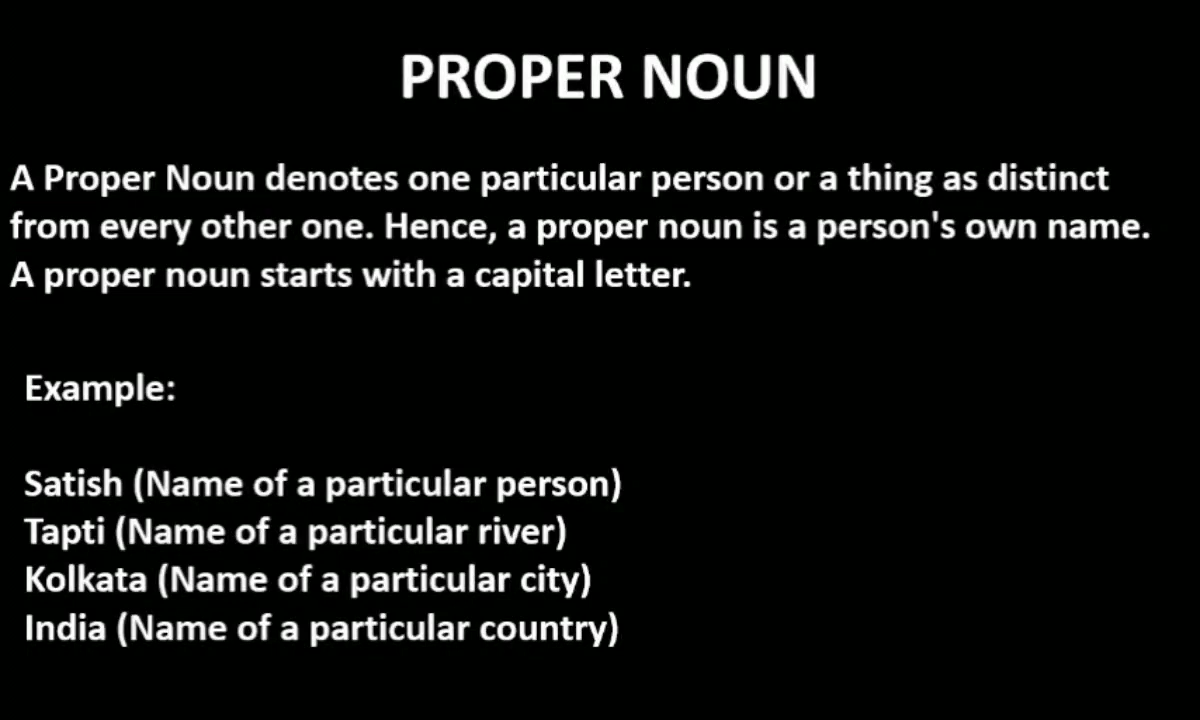 PROPER NOUN
A Proper Noun denotes one particular person or a thing as distinct
from every other one. Hence, a proper noun is a person's own name.
A proper noun starts with a capital letter.
Example:
Satish (Name of a particular person)
Tapti (Name of a particular river)
Kolkata (Name of a particular city)
India (Name of a particular country)